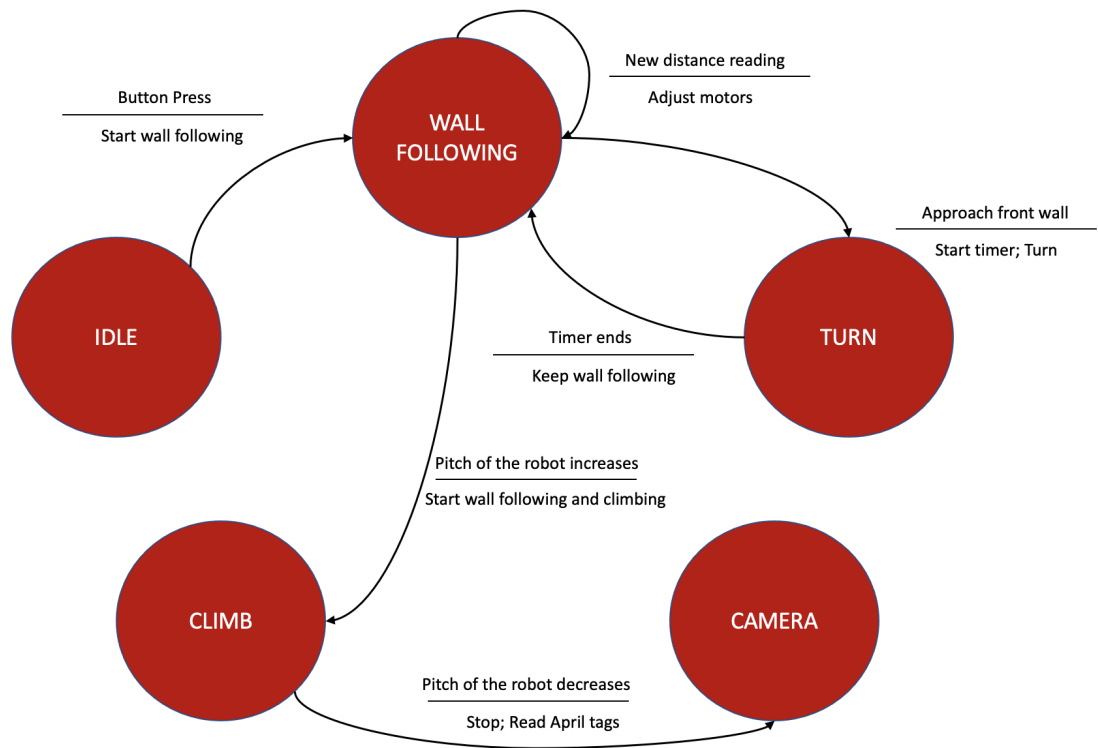 New distance reading
Adjust motors
Button Press
Start wall following
WALL
FOLLOWING
Approach front wall
Start timer; Turn
IDLE
TURN
Timer ends
Keep wall following
Pitch of the robot increases
Start wall following and climbing
CLIMB
CAMERA
Pitch of the robot decreases
Stop; Read April tags